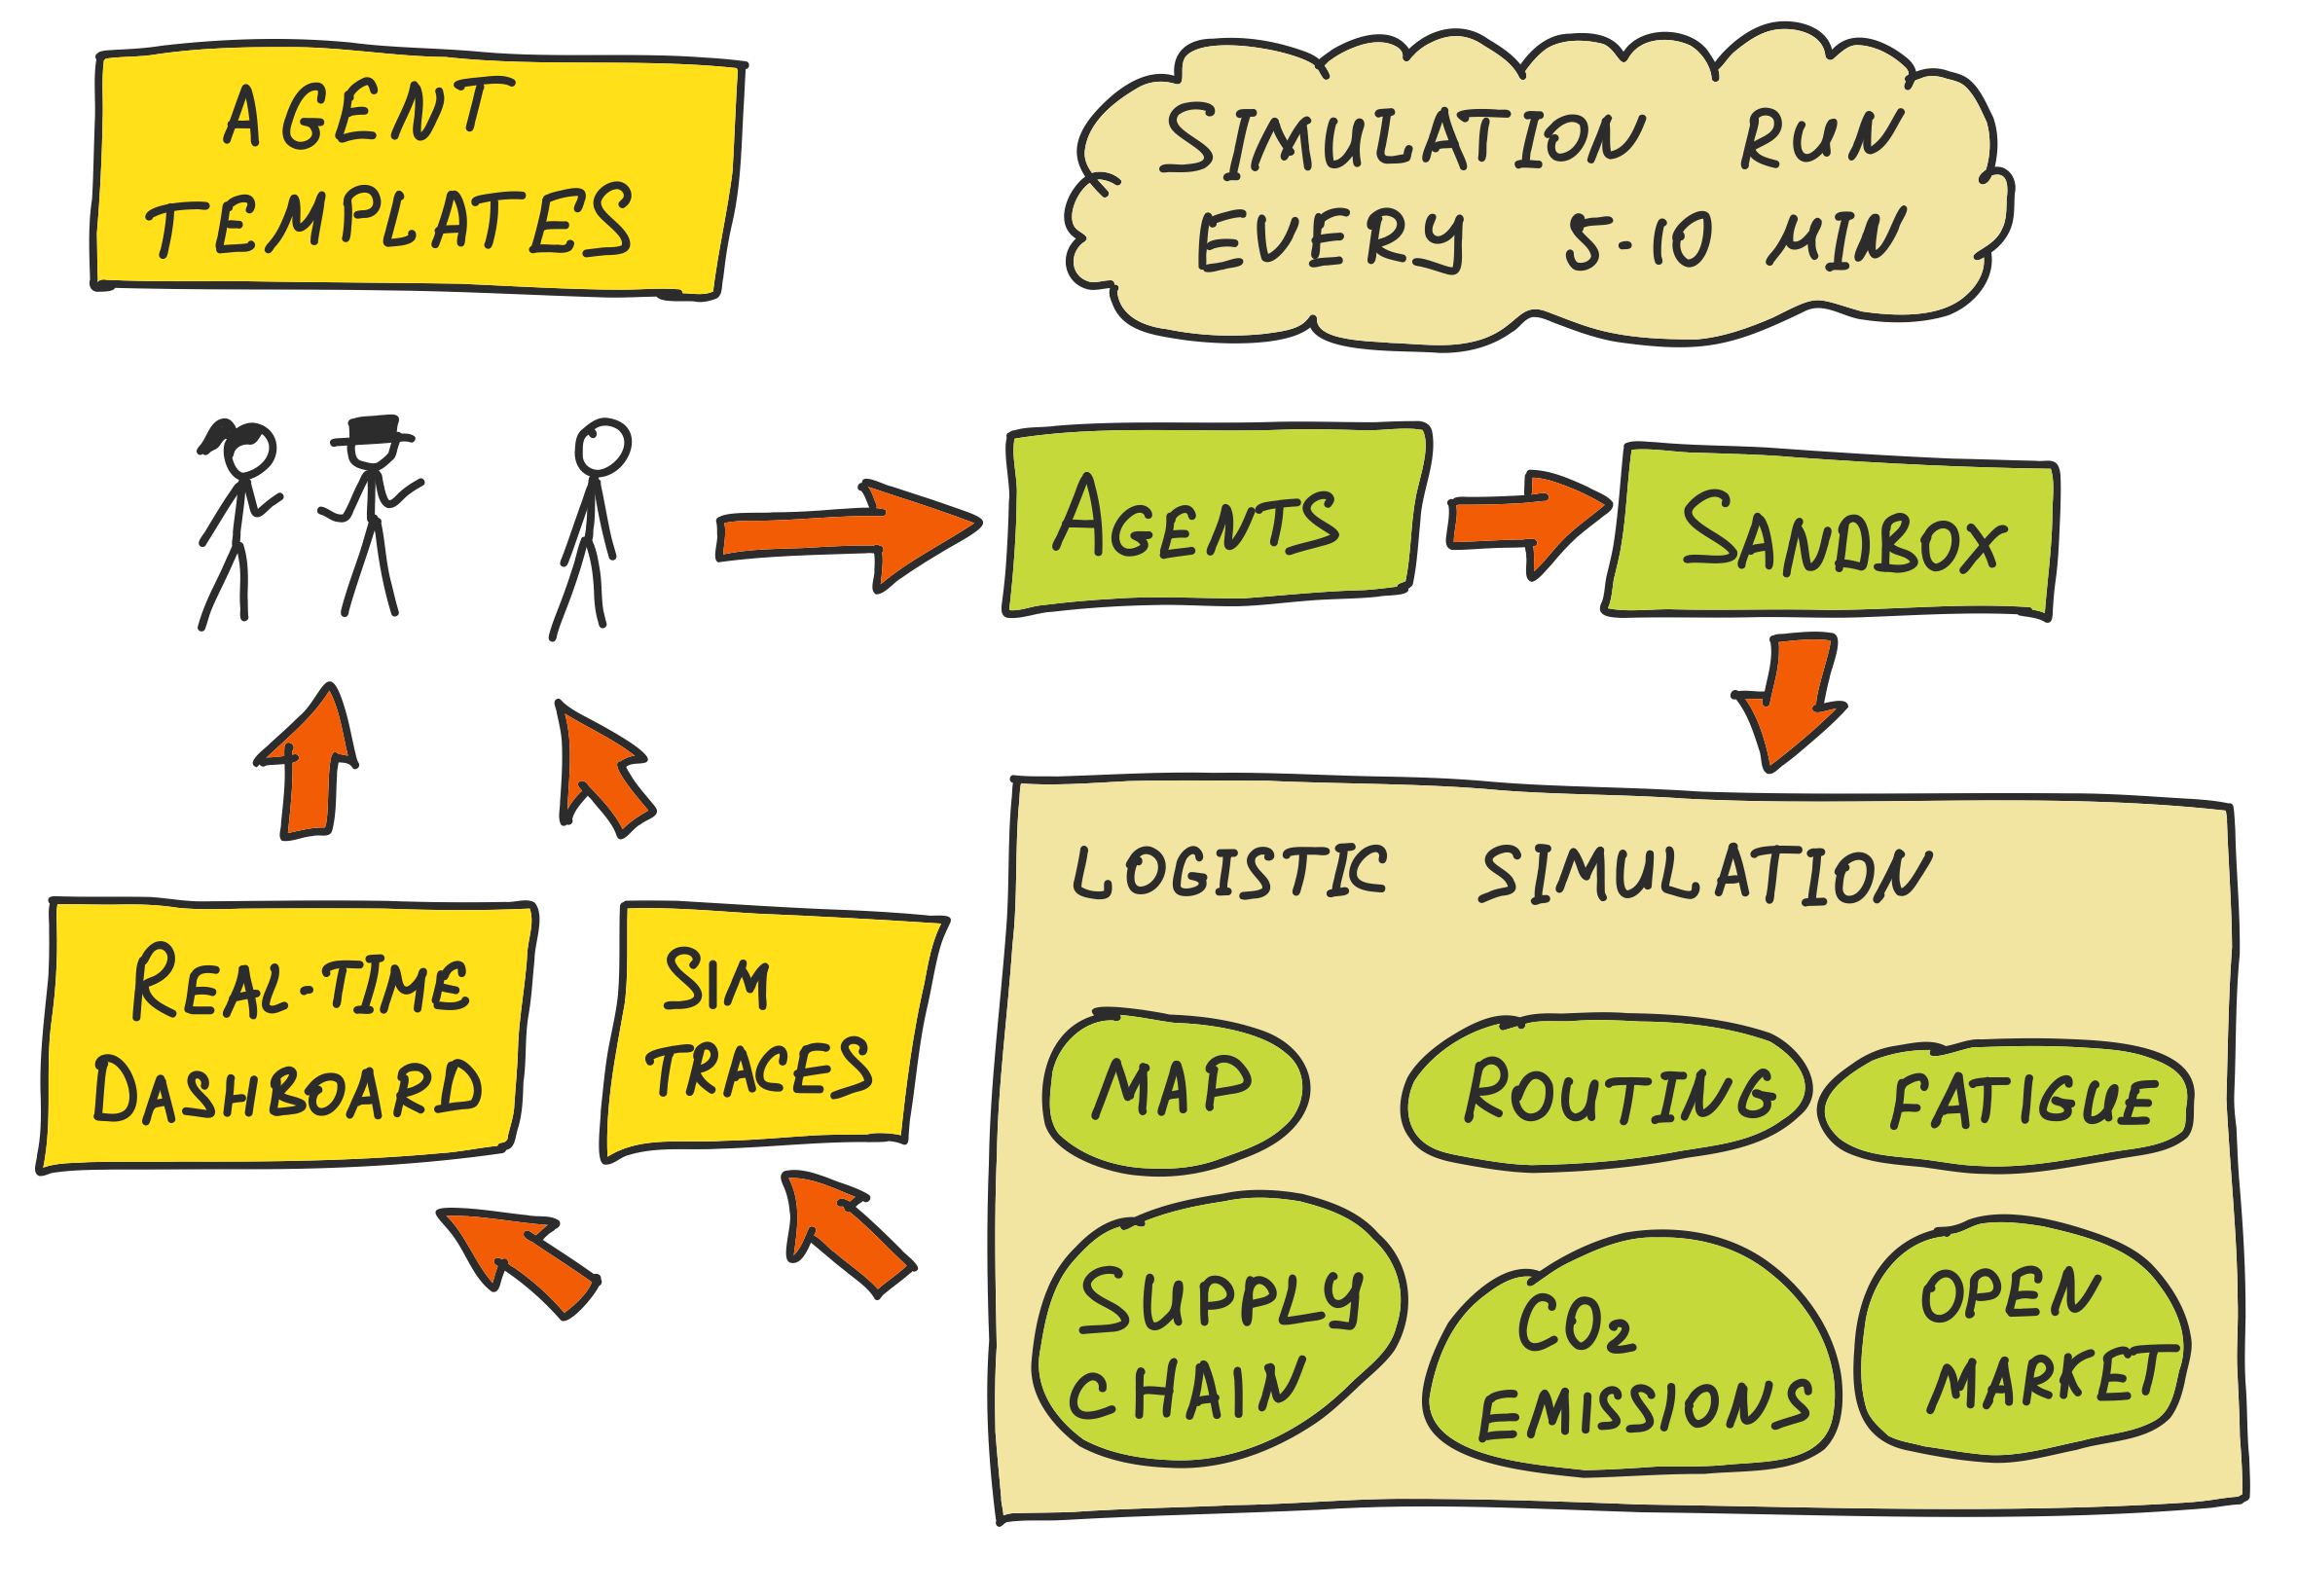 AGENT
TEMPLATES
SIMULATION RUN
EVERY 5-10 MIN
AGENTS
SANDBOX
REAL-TIME
DASHBOARD
SIM
TRACES
LOGISTIC SIMULATION
MAP
ROUTING
FATIGUE
SUPPLY
CHAIN
CO₂
EMISSIONS
OPEN
MARKET